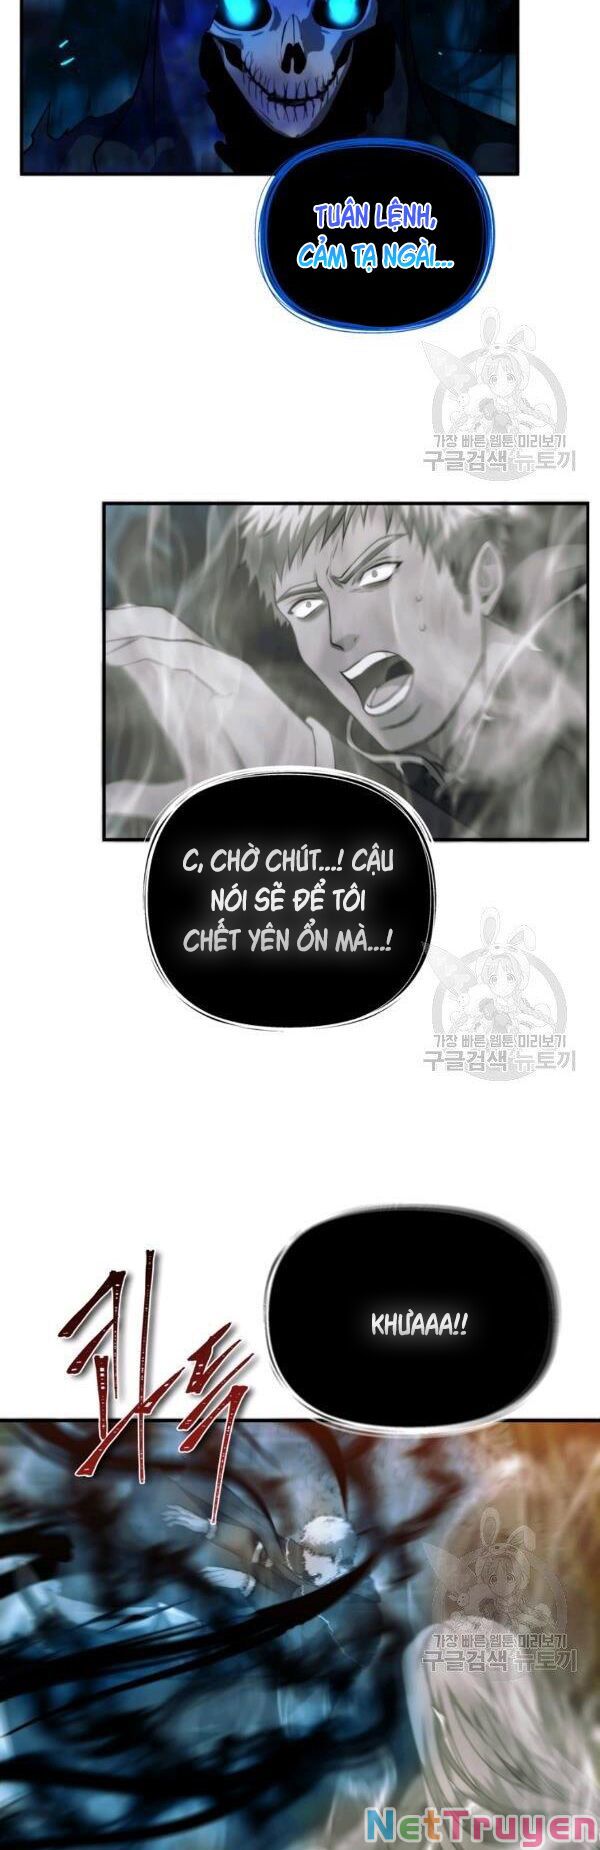 TUÂN LỆNH,
CẢM TẠ NGÀI...
가장 빠른 웹툰 미리보기
구글검색 뉴토끼
C, CHỜ CHÚT...! CẬU
NÓI SẼ ĐỂ TÔI
CHẾT YÊN ỔN MÀ...!
가장 빠른 웹툰 미리보기
구글검색 뉴토끼
KHƯAAA!!
가장 빠른 웹툰 미리보기
구글검색 뉴토끼
NetTruyen